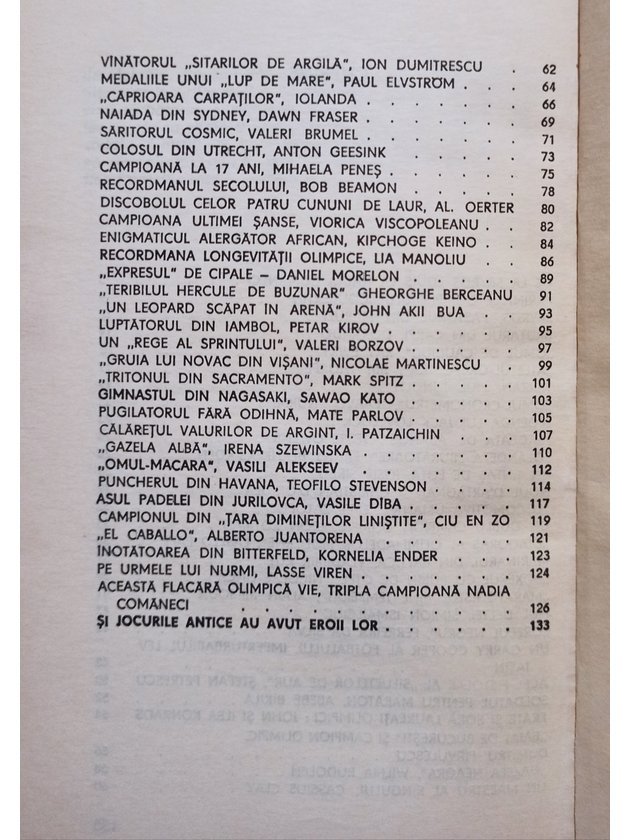 VÎNĂTORUL „SITARILOR DE ARGILĂ", ION DUMITRESCU . 62
MEDALIILE UNUI „LUP DE MARE", PAUL ELVSTRÖM . . . 64
„CĂPRIOARA CARPAȚILOR", IOLANDA . . . . . . . 66
NAIADA DIN SYDNEY, DAWN FRASER . . . . . . . 69
SĂRITORUL COSMIC, VALERI BRUMEL . . . . . . . 71
COLOSUL DIN UTRECHT, ANTON GEESINK . . . . . 73
CAMPIOANĂ LA 17 ANI, MIHAELA PENEȘ . . . . . . 75
RECORDMANUL SECOLULUI, BOB BEAMON . . . . . 78
DISCOBOLUL CELOR PATRU CUNUNI DE LAUR, AL. OERTER 80
CAMPIOANA ULTIMEI ȘANSE, VIORICA VISCOPOLEANU . . 82
ENIGMATICUL ALERGĂTOR AFRICAN, KIPCHOGE KEINO . . 84
RECORDMANA LONGEVITĂȚII OLIMPICE, LIA MANOLIU . . 86
„EXPRESUL" DE CIPALE – DANIEL MORELON . . . . . 89
„TERIBILUL HERCULE DE BUZUNAR" GHEORGHE BERCEANU 91
„UN LEOPARD SCĂPAT ÎN ARENĂ", JOHN AKII BUA . . . 93
LUPTĂTORUL DIN IAMBOL, PETAR KIROV . . . . . . 95
UN „REGE AL SPRINTULUI", VALERI BORZOV . . . . . 97
„GRUIA LUI NOVAC DIN VIȘANI", NICOLAE MARTINESCU . 99
„TRITONUL DIN SACRAMENTO", MARK SPITZ . . . . . 101
GIMNASTUL DIN NAGASAKI, SAWAO KATO . . . . . . 103
PUGILATORUL FĂRĂ ODIHNĂ, MATE PARLOV . . . . . 105
CĂLĂREȚUL VALURILOR DE ARGINT, I. PATZAICHIN . . . 107
„GAZELA ALBĂ", IRENA SZEWINSKA . . . . . . . . 110
„OMUL-MACARA", VASILI ALEKSEEV . . . . . . . 112
PUNCHERUL DIN HAVANA, TEOFILO STEVENSON . . . . 114
ASUL PADELEI DIN JURILOVCA, VASILE DÎBA . . . . . 117
CAMPIONUL DIN „ȚARA DIMINEȚILOR LINIȘTITE", CIU EN ZO 119
„EL CABALLO", ALBERTO JUANTORENA . . . . . . . 121
ÎNOTĂTOAREA DIN BITTERFELD, KORNELIA ENDER . . . . 123
PE URMELE LUI NURMI, LASSE VIREN . . . . . . . 124
ACEASTĂ FLACĂRĂ OLIMPICĂ VIE, TRIPLA CAMPIOANĂ NADIA
COMĂNECI . . . . . . . . . . . . . 126
ȘI JOCURILE ANTICE AU AVUT EROII LOR . . . . . . 133